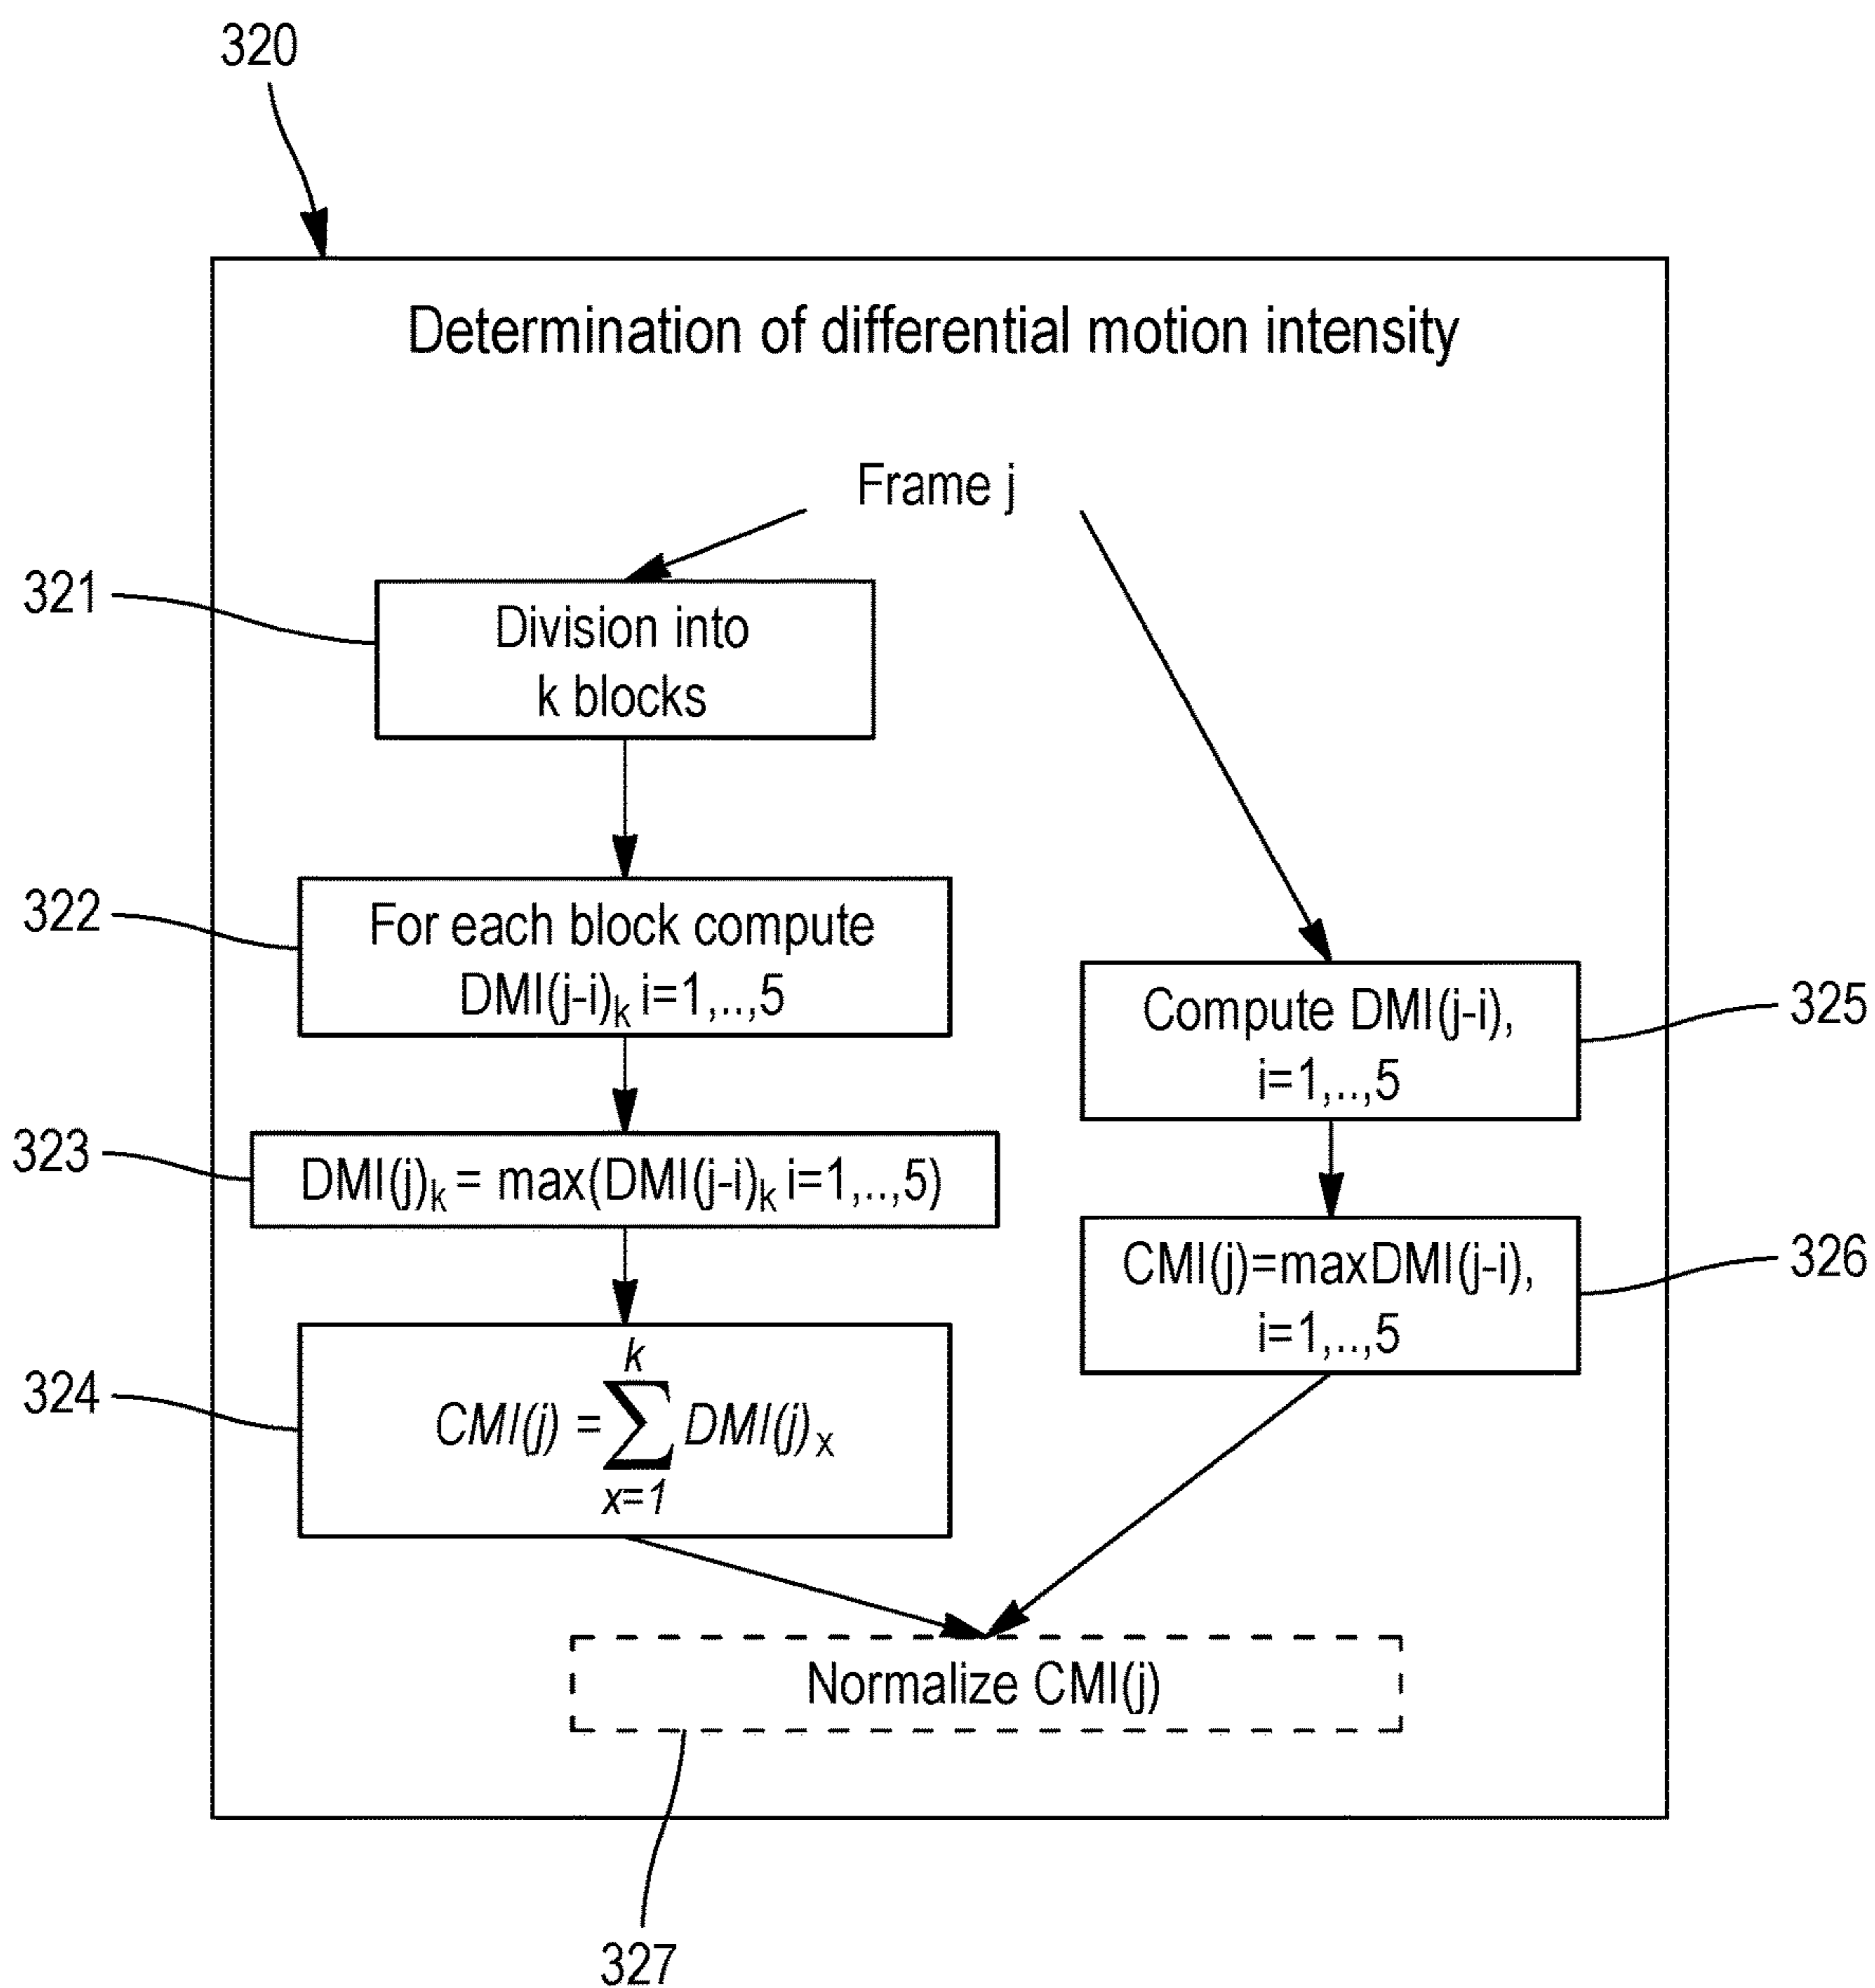 320
Determination of differential motion intensity
Frame j
321
Division into
k blocks
322
For each block compute
DMI(j-i)k i=1,..,5
323
DMI(j)k = max(DMI(j-i)k i=1,..,5)
324
k
CMI(j) = ∑ DMI(j)x
x=1
Compute DMI(j-i),
i=1,..,5
325
CMI(j)=maxDMI(j-i),
i=1,..,5
326
Normalize CMI(j)
327